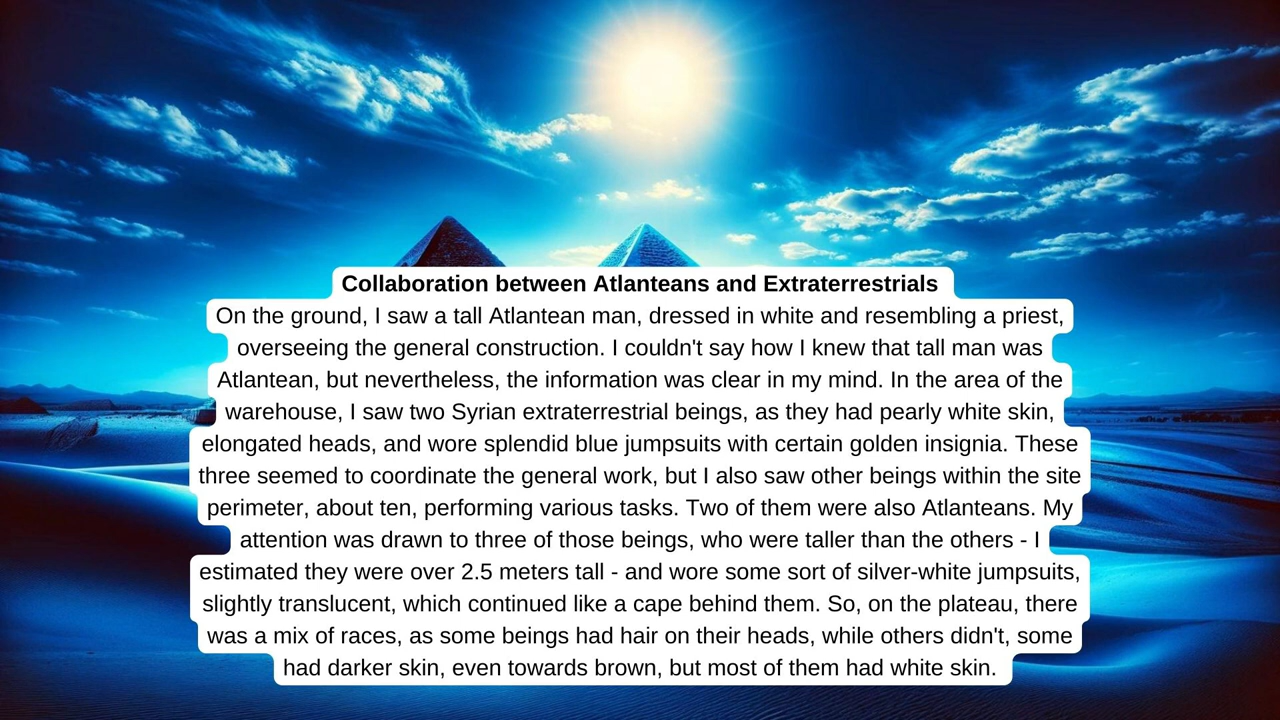 Collaboration between Atlanteans and Extraterrestrials
On the ground, I saw a tall Atlantean man, dressed in white and resembling a priest,
overseeing the general construction. I couldn't say how I knew that tall man was
Atlantean, but nevertheless, the information was clear in my mind. In the area of the
warehouse, I saw two Syrian extraterrestrial beings, as they had pearly white skin,
elongated heads, and wore splendid blue jumpsuits with certain golden insignia. These
three seemed to coordinate the general work, but I also saw other beings within the site
perimeter, about ten, performing various tasks. Two of them were also Atlanteans. My
attention was drawn to three of those beings, who were taller than the others - I
estimated they were over 2.5 meters tall - and wore some sort of silver-white jumpsuits,
slightly translucent, which continued like a cape behind them. So, on the plateau, there
was a mix of races, as some beings had hair on their heads, while others didn't, some
had darker skin, even towards brown, but most of them had white skin.